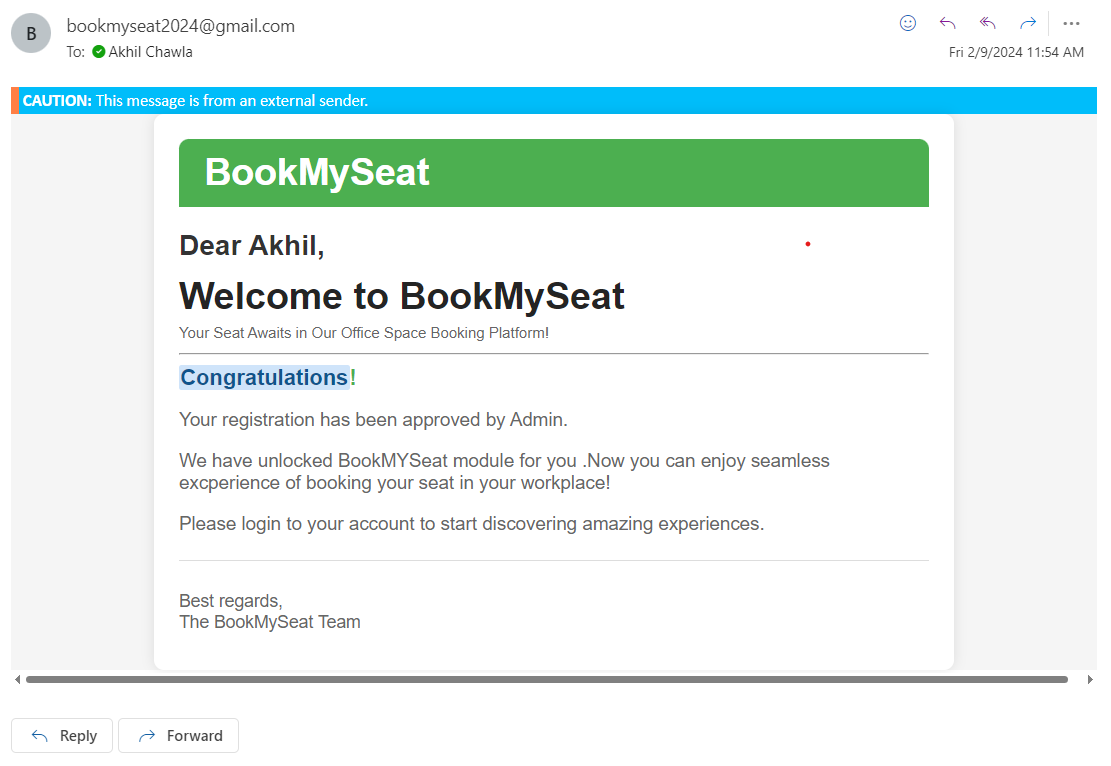 B
bookmyseat2024@gmail.com
To: Akhil Chawla
Fri 2/9/2024 11:54 AM
CAUTION: This message is from an external sender.
BookMySeat
Dear Akhil,
Welcome to BookMySeat
Your Seat Awaits in Our Office Space Booking Platform!
Congratulations!
Your registration has been approved by Admin.
We have unlocked BookMYSeat module for you .Now you can enjoy seamless
excperience of booking your seat in your workplace!
Please login to your account to start discovering amazing experiences.
Best regards,
The BookMySeat Team
Reply
Forward